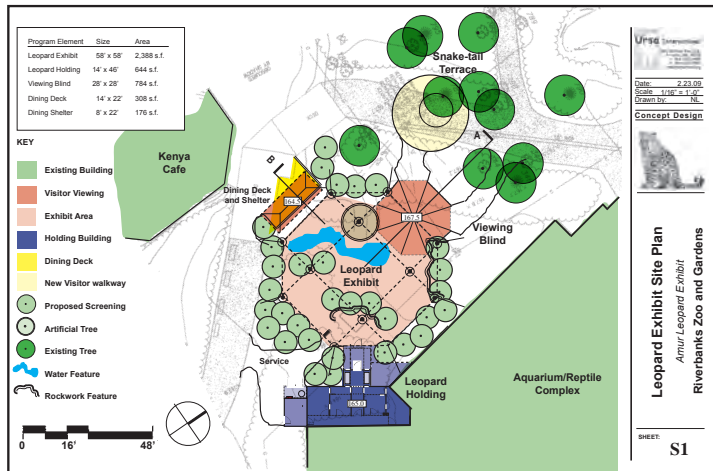 Program Element Size Area
Leopard Exhibit 58' x 58' 2,388 s.f.
Leopard Holding 14' x 46' 644 s.f.
Viewing Blind 28' x 28' 784 s.f.
Dining Deck 14' x 22' 308 s.f.
Dining Shelter 8' x 22' 176 s.f.
KEY
Existing Building
Visitor Viewing
Exhibit Area
Holding Building
Dining Deck
New Visitor walkway
Proposed Screening
Artificial Tree
Existing Tree
Water Feature
Rockwork Feature
0 16' 48'
Kenya
Cafe
Snake-tail
Terrace
A
B
Dining Deck
and Shelter
164.5
167.5
Viewing
Blind
Leopard
Exhibit
Service
Leopard
Holding
165.0
Aquarium/Reptile
Complex
Ursa International
Date: 2.23.09
Scale 1/16" = 1'-0"
Drawn by: NL
Concept Design
Leopard Exhibit Site Plan
Amur Leopard Exhibit
Riverbanks Zoo and Gardens
SHEET:
S1